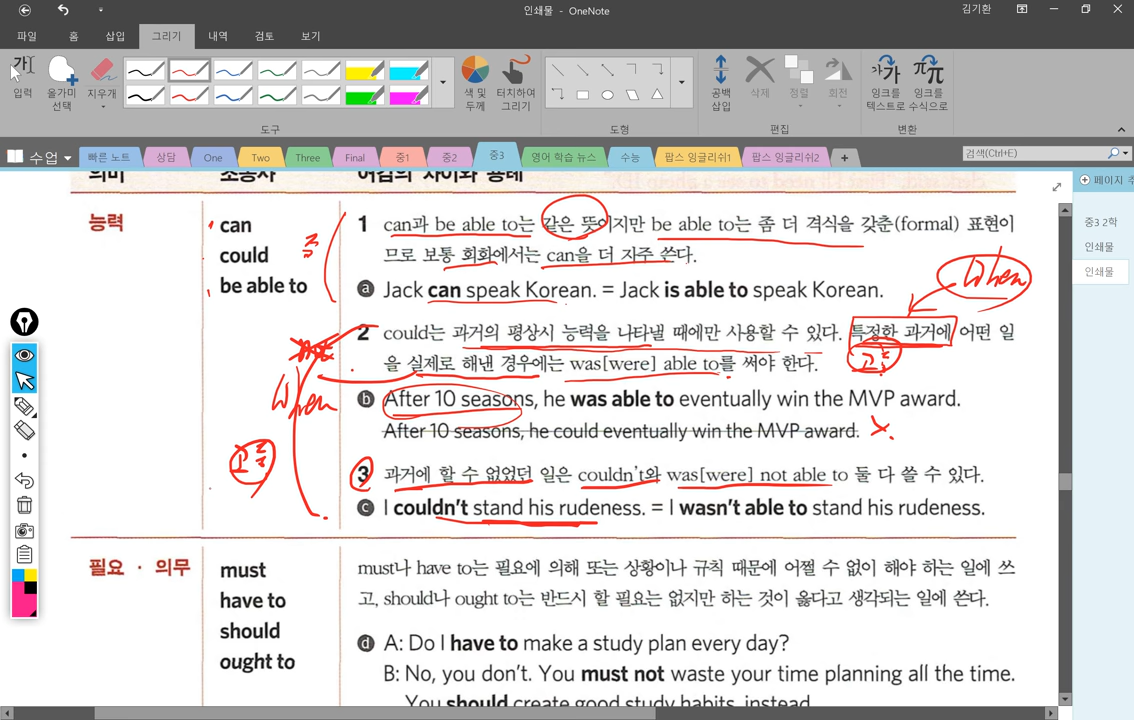 인쇄물 - OneNote
김기환
파일 홈 삽입 그리기 내역 검토 보기
입력 올가미 선택 지우개 색 및 두께 터치하여 그리기 공백 삽입 삭제 정렬 회전 잉크를 텍스트로 잉크를 수식으로
도구 도형 편집 변환
수업 빠른 노트 상담 One Two Three Final 중1 중2 중3 영어 학습 뉴스 수능 팝스 잉글리쉬1 팝스 잉글리쉬2 검색(Ctrl+E)
페이지 추
중3 2학
인쇄물
인쇄물
의미 조동사 어감의 차이와 용례
능력
can
could
be able to
1 can과 be able to는 같은 뜻이지만 be able to는 좀 더 격식을 갖춘(formal) 표현이
므로 보통 회화에서는 can을 더 자주 쓴다.
a Jack can speak Korean. = Jack is able to speak Korean.
When
2 could는 과거의 평상시 능력을 나타낼 때에만 사용할 수 있다. 특정한 과거에 어떤 일
을 실제로 해낸 경우에는 was[were] able to를 써야 한다.
When
b After 10 seasons, he was able to eventually win the MVP award.
After 10 seasons, he could eventually win the MVP award.
3 과거에 할 수 없었던 일은 couldn't와 was[were] not able to 둘 다 쓸 수 있다.
c I couldn't stand his rudeness. = I wasn't able to stand his rudeness.
필요 · 의무
must
have to
should
ought to
must나 have to는 필요에 의해 또는 상황이나 규칙 때문에 어쩔 수 없이 해야 하는 일에 쓰
고, should나 ought to는 반드시 할 필요는 없지만 하는 것이 옳다고 생각되는 일에 쓴다.
d A: Do I have to make a study plan every day?
B: No, you don't. You must not waste your time planning all the time.
You should create good study habits, instead.